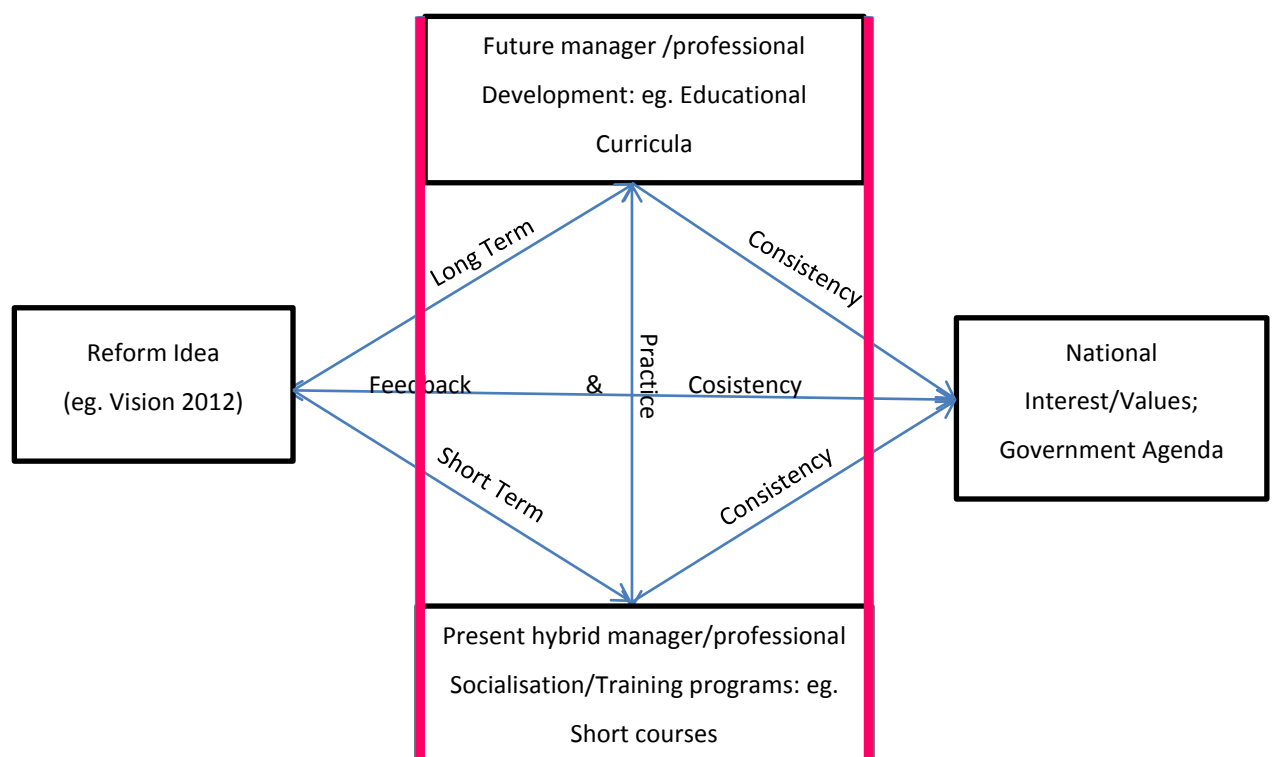 Future manager /professional
Development: eg. Educational
Curricula
Long Term
Consistency
Reform Idea
(eg. Vision 2012)
Practice
Feedback & Cosistency
National
Interest/Values;
Government Agenda
Short Term
Consistency
Present hybrid manager/professional
Socialisation/Training programs: eg.
Short courses